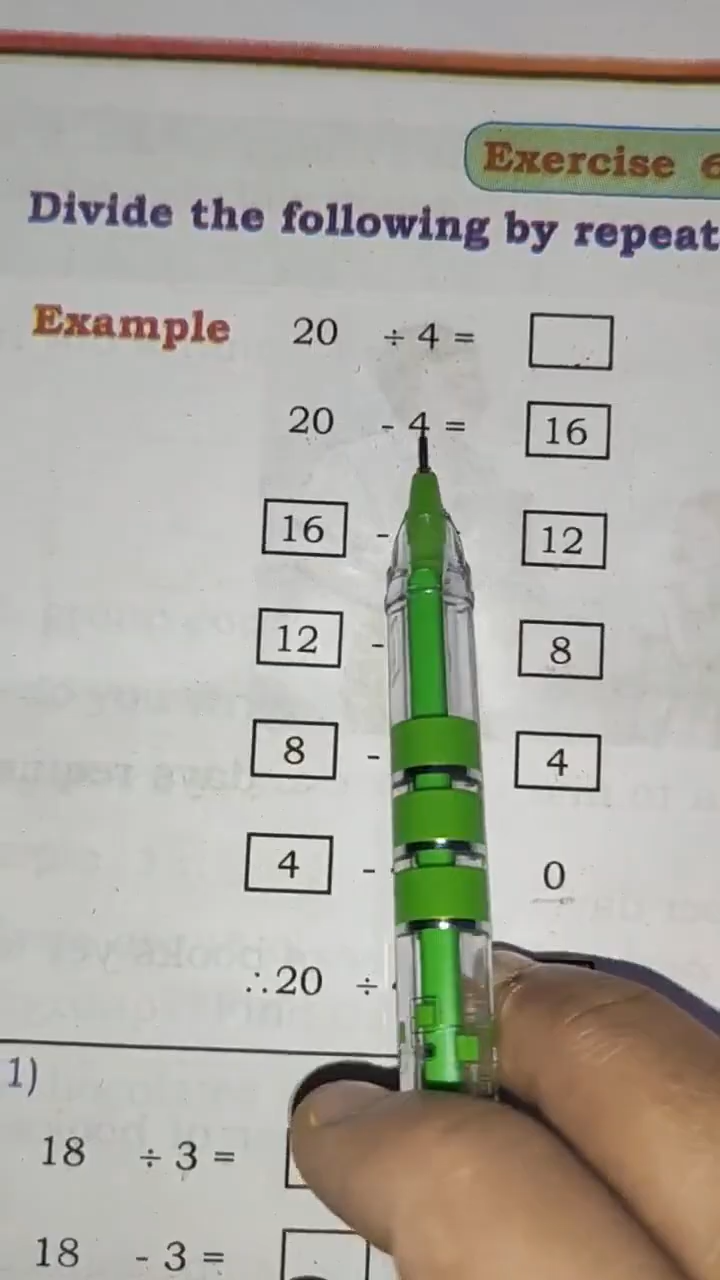 Exercise 6
Divide the following by repeat
Example 20 ÷ 4 =
20 - 4 = 16
16 - 12
12 - 8
8 - 4
4 - 0
∴20 ÷
1)
18 ÷ 3 =
18 - 3 =